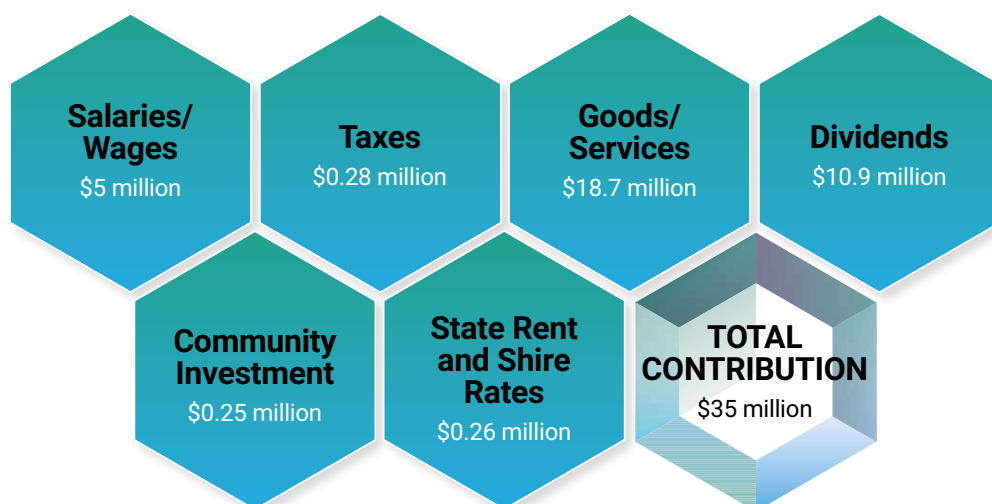 Salaries/
Wages
$5 million
Taxes
$0.28 million
Goods/
Services
$18.7 million
Dividends
$10.9 million
Community
Investment
$0.25 million
State Rent
and Shire
Rates
$0.26 million
TOTAL
CONTRIBUTION
$35 million